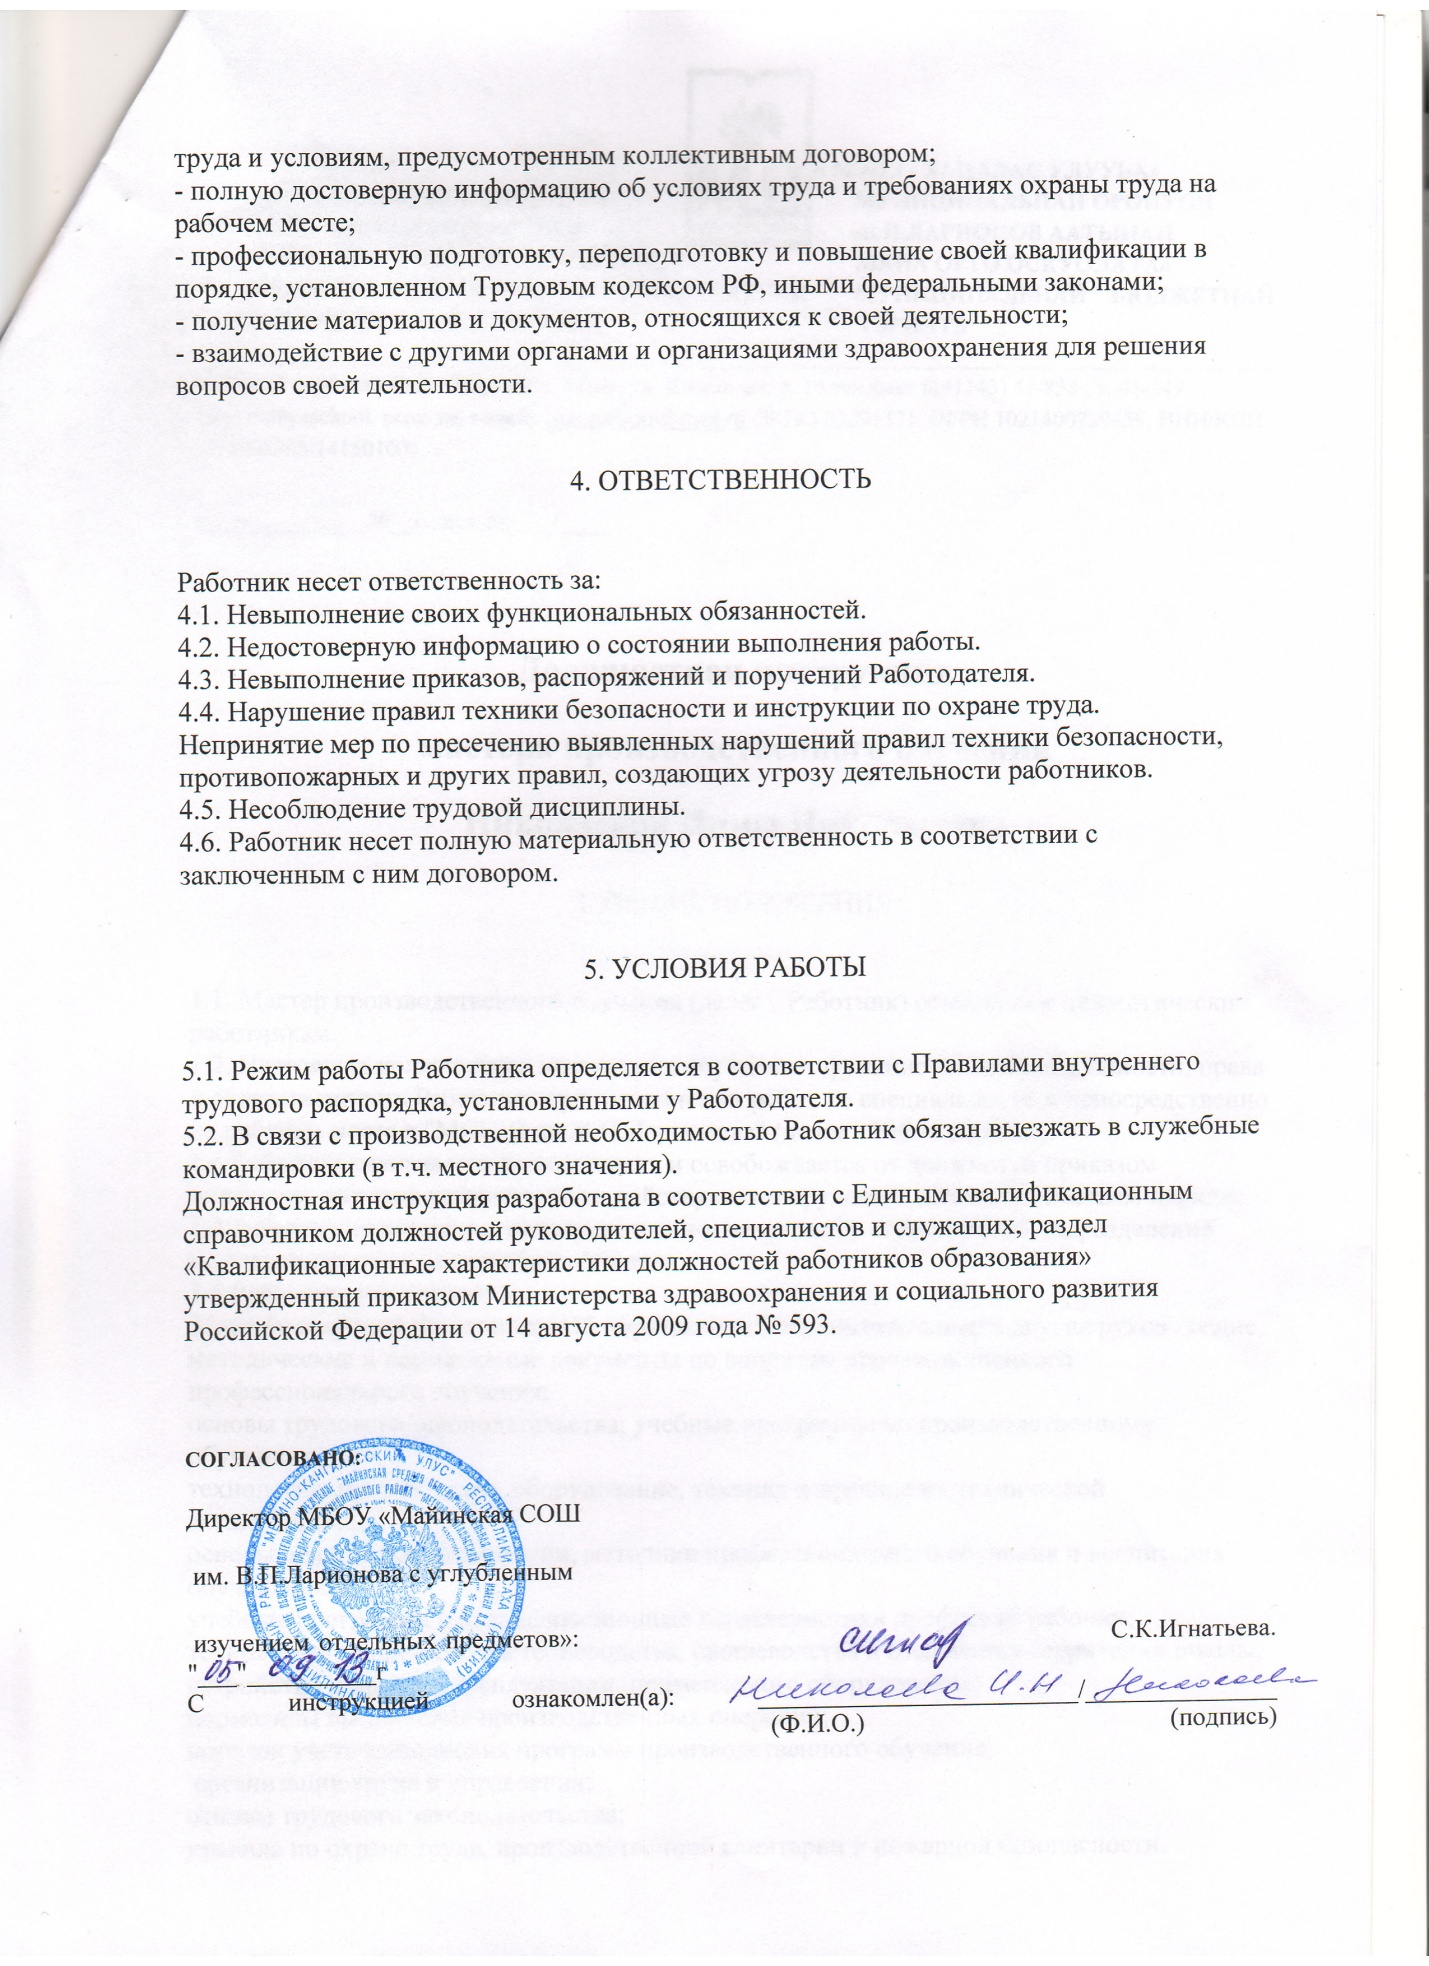 труда и условиям, предусмотренным коллективным договором;
- полную достоверную информацию об условиях труда и требованиях охраны труда на
рабочем месте;
- профессиональную подготовку, переподготовку и повышение своей квалификации в
порядке, установленном Трудовым кодексом РФ, иными федеральными законами;
- получение материалов и документов, относящихся к своей деятельности;
- взаимодействие с другими органами и организациями здравоохранения для решения
вопросов своей деятельности.
4. ОТВЕТСТВЕННОСТЬ
Работник несет ответственность за:
4.1. Невыполнение своих функциональных обязанностей.
4.2. Недостоверную информацию о состоянии выполнения работы.
4.3. Невыполнение приказов, распоряжений и поручений Работодателя.
4.4. Нарушение правил техники безопасности и инструкции по охране труда.
Непринятие мер по пресечению выявленных нарушений правил техники безопасности,
противопожарных и других правил, создающих угрозу деятельности работников.
4.5. Несоблюдение трудовой дисциплины.
4.6. Работник несет полную материальную ответственность в соответствии с
заключенным с ним договором.
5. УСЛОВИЯ РАБОТЫ
5.1. Режим работы Работника определяется в соответствии с Правилами внутреннего
трудового распорядка, установленными у Работодателя.
5.2. В связи с производственной необходимостью Работник обязан выезжать в служебные
командировки (в т.ч. местного значения).
Должностная инструкция разработана в соответствии с Единым квалификационным
справочником должностей руководителей, специалистов и служащих, раздел
«Квалификационные характеристики должностей работников образования»
утвержденный приказом Министерства здравоохранения и социального развития
Российской Федерации от 14 августа 2009 года № 593.
СОГЛАСОВАНО:
Директор МБОУ «Майинская СОШ
им. В.П.Ларионова с углубленным
изучением отдельных предметов»: С.К.Игнатьева.
"05" 09 13 г
С инструкцией ознакомлен(а): Николаева И.Н / Николаева
(Ф.И.О.) (подпись)